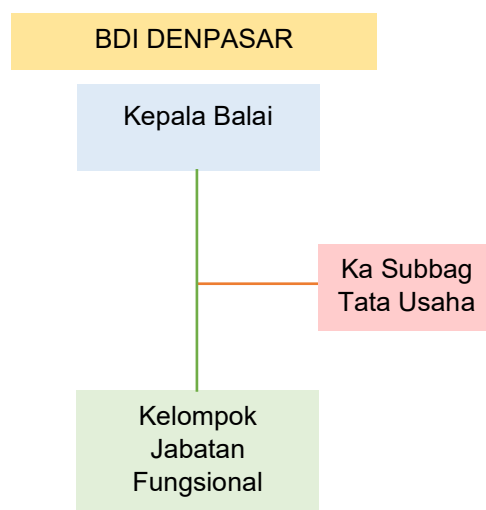 BDI DENPASAR
Kepala Balai
Ka Subbag
Tata Usaha
Kelompok
Jabatan
Fungsional